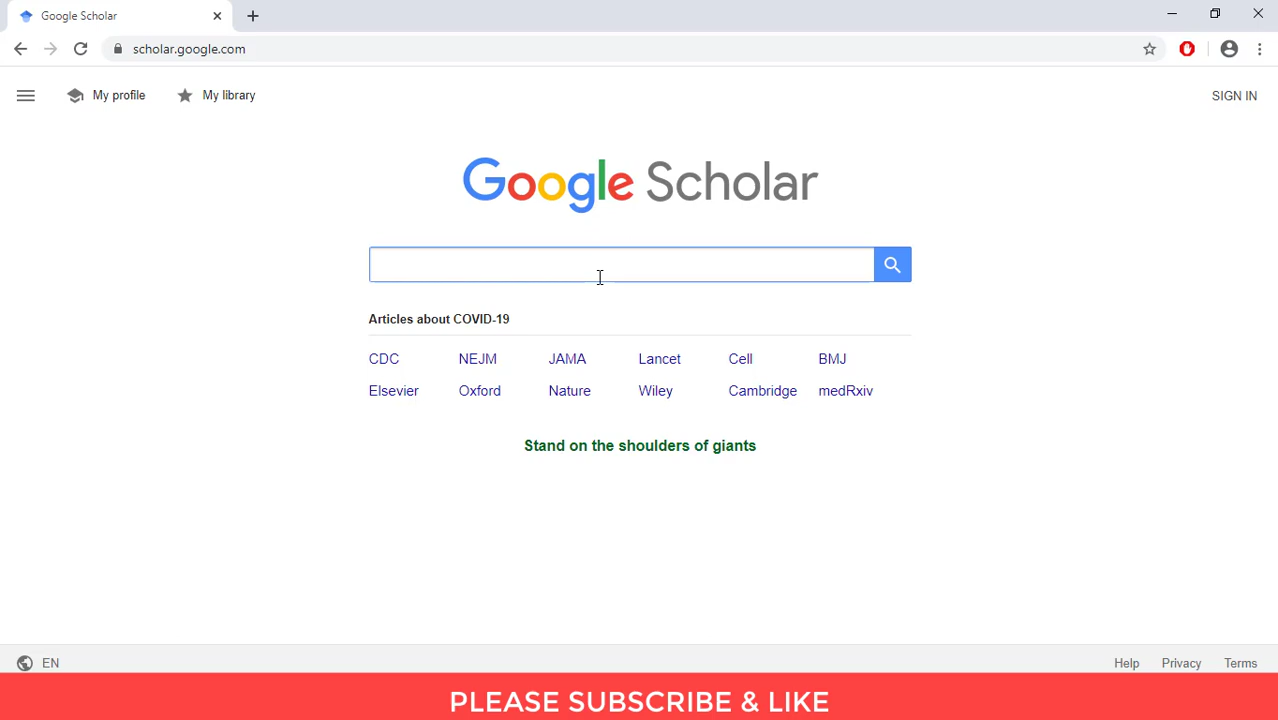 Google Scholar
scholar.google.com
My profile
My library
SIGN IN
Google Scholar
Articles about COVID-19
CDC NEJM JAMA Lancet Cell BMJ
Elsevier Oxford Nature Wiley Cambridge medRxiv
Stand on the shoulders of giants
EN
Help Privacy Terms
PLEASE SUBSCRIBE & LIKE